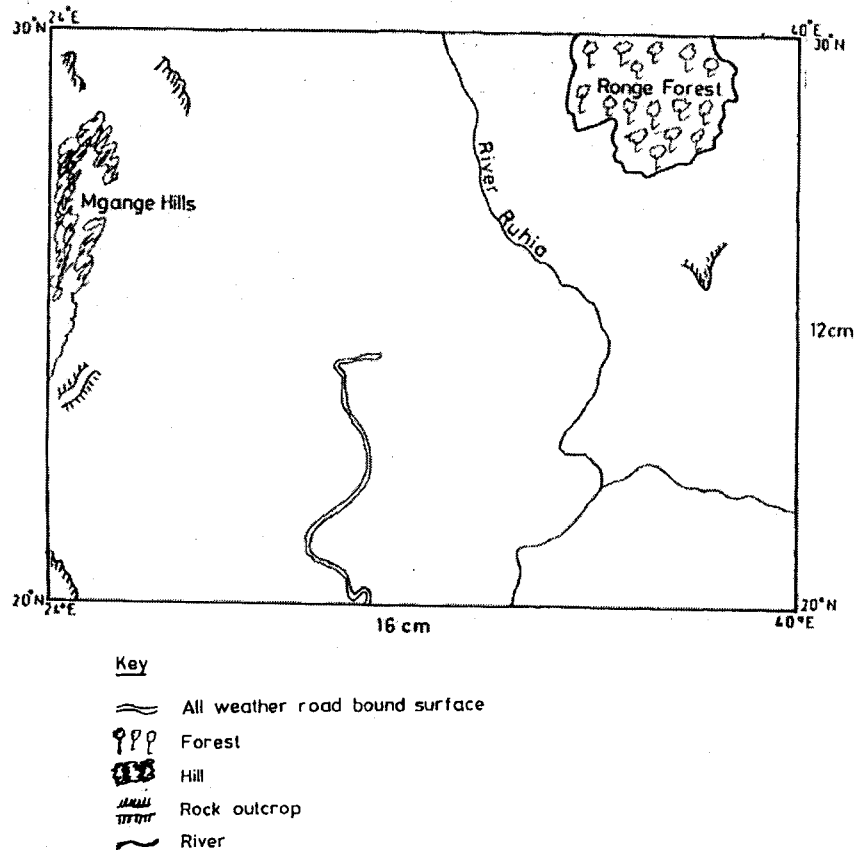 24°E 40°E
30°N 30°N
Ronge Forest
River Ruhia
Mgange Hills
12cm
20°N 20°N
24°E 40°E
16 cm
Key
All weather road bound surface
Forest
Hill
Rock outcrop
River